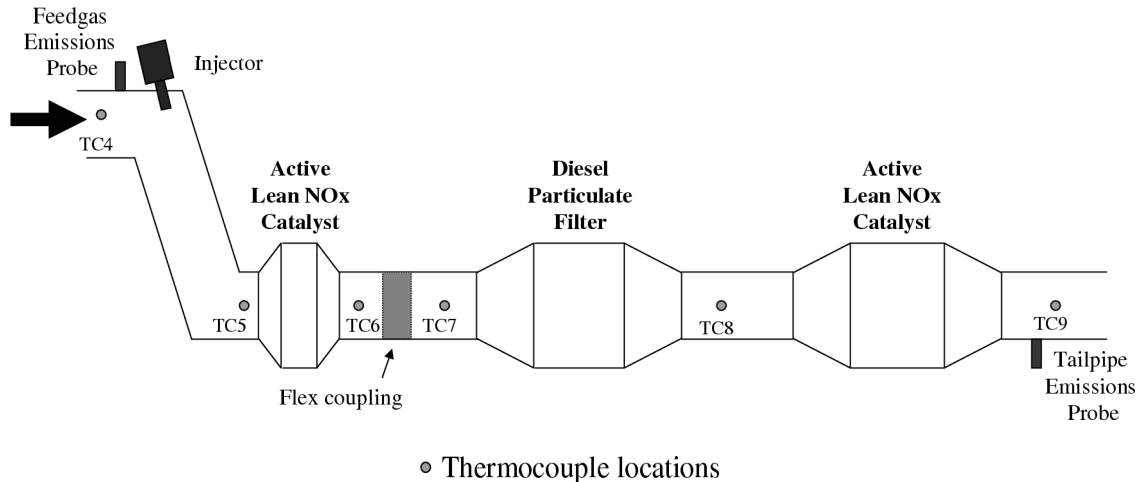 Feedgas
Emissions
Probe
Injector
TC4
Active
Lean NOx
Catalyst
Diesel
Particulate
Filter
Active
Lean NOx
Catalyst
TC5
TC6
TC7
TC8
TC9
Flex coupling
Tailpipe
Emissions
Probe
Thermocouple locations